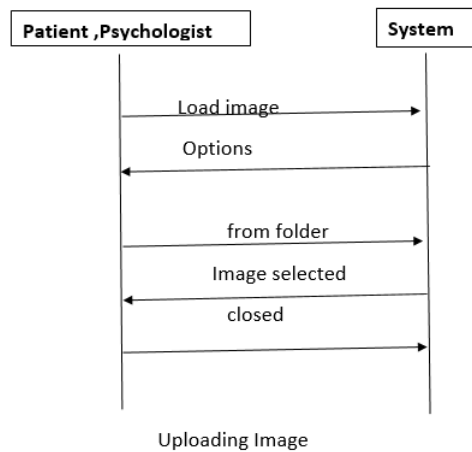 Patient ,Psychologist
System
Load image
Options
from folder
Image selected
closed
Uploading Image